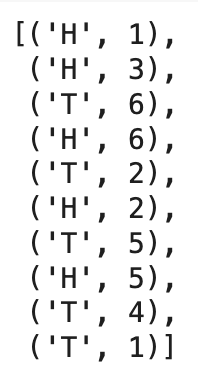 [('H', 1),
('H', 3),
('T', 6),
('H', 6),
('T', 2),
('H', 2),
('T', 5),
('H', 5),
('T', 4),
('T', 1)]